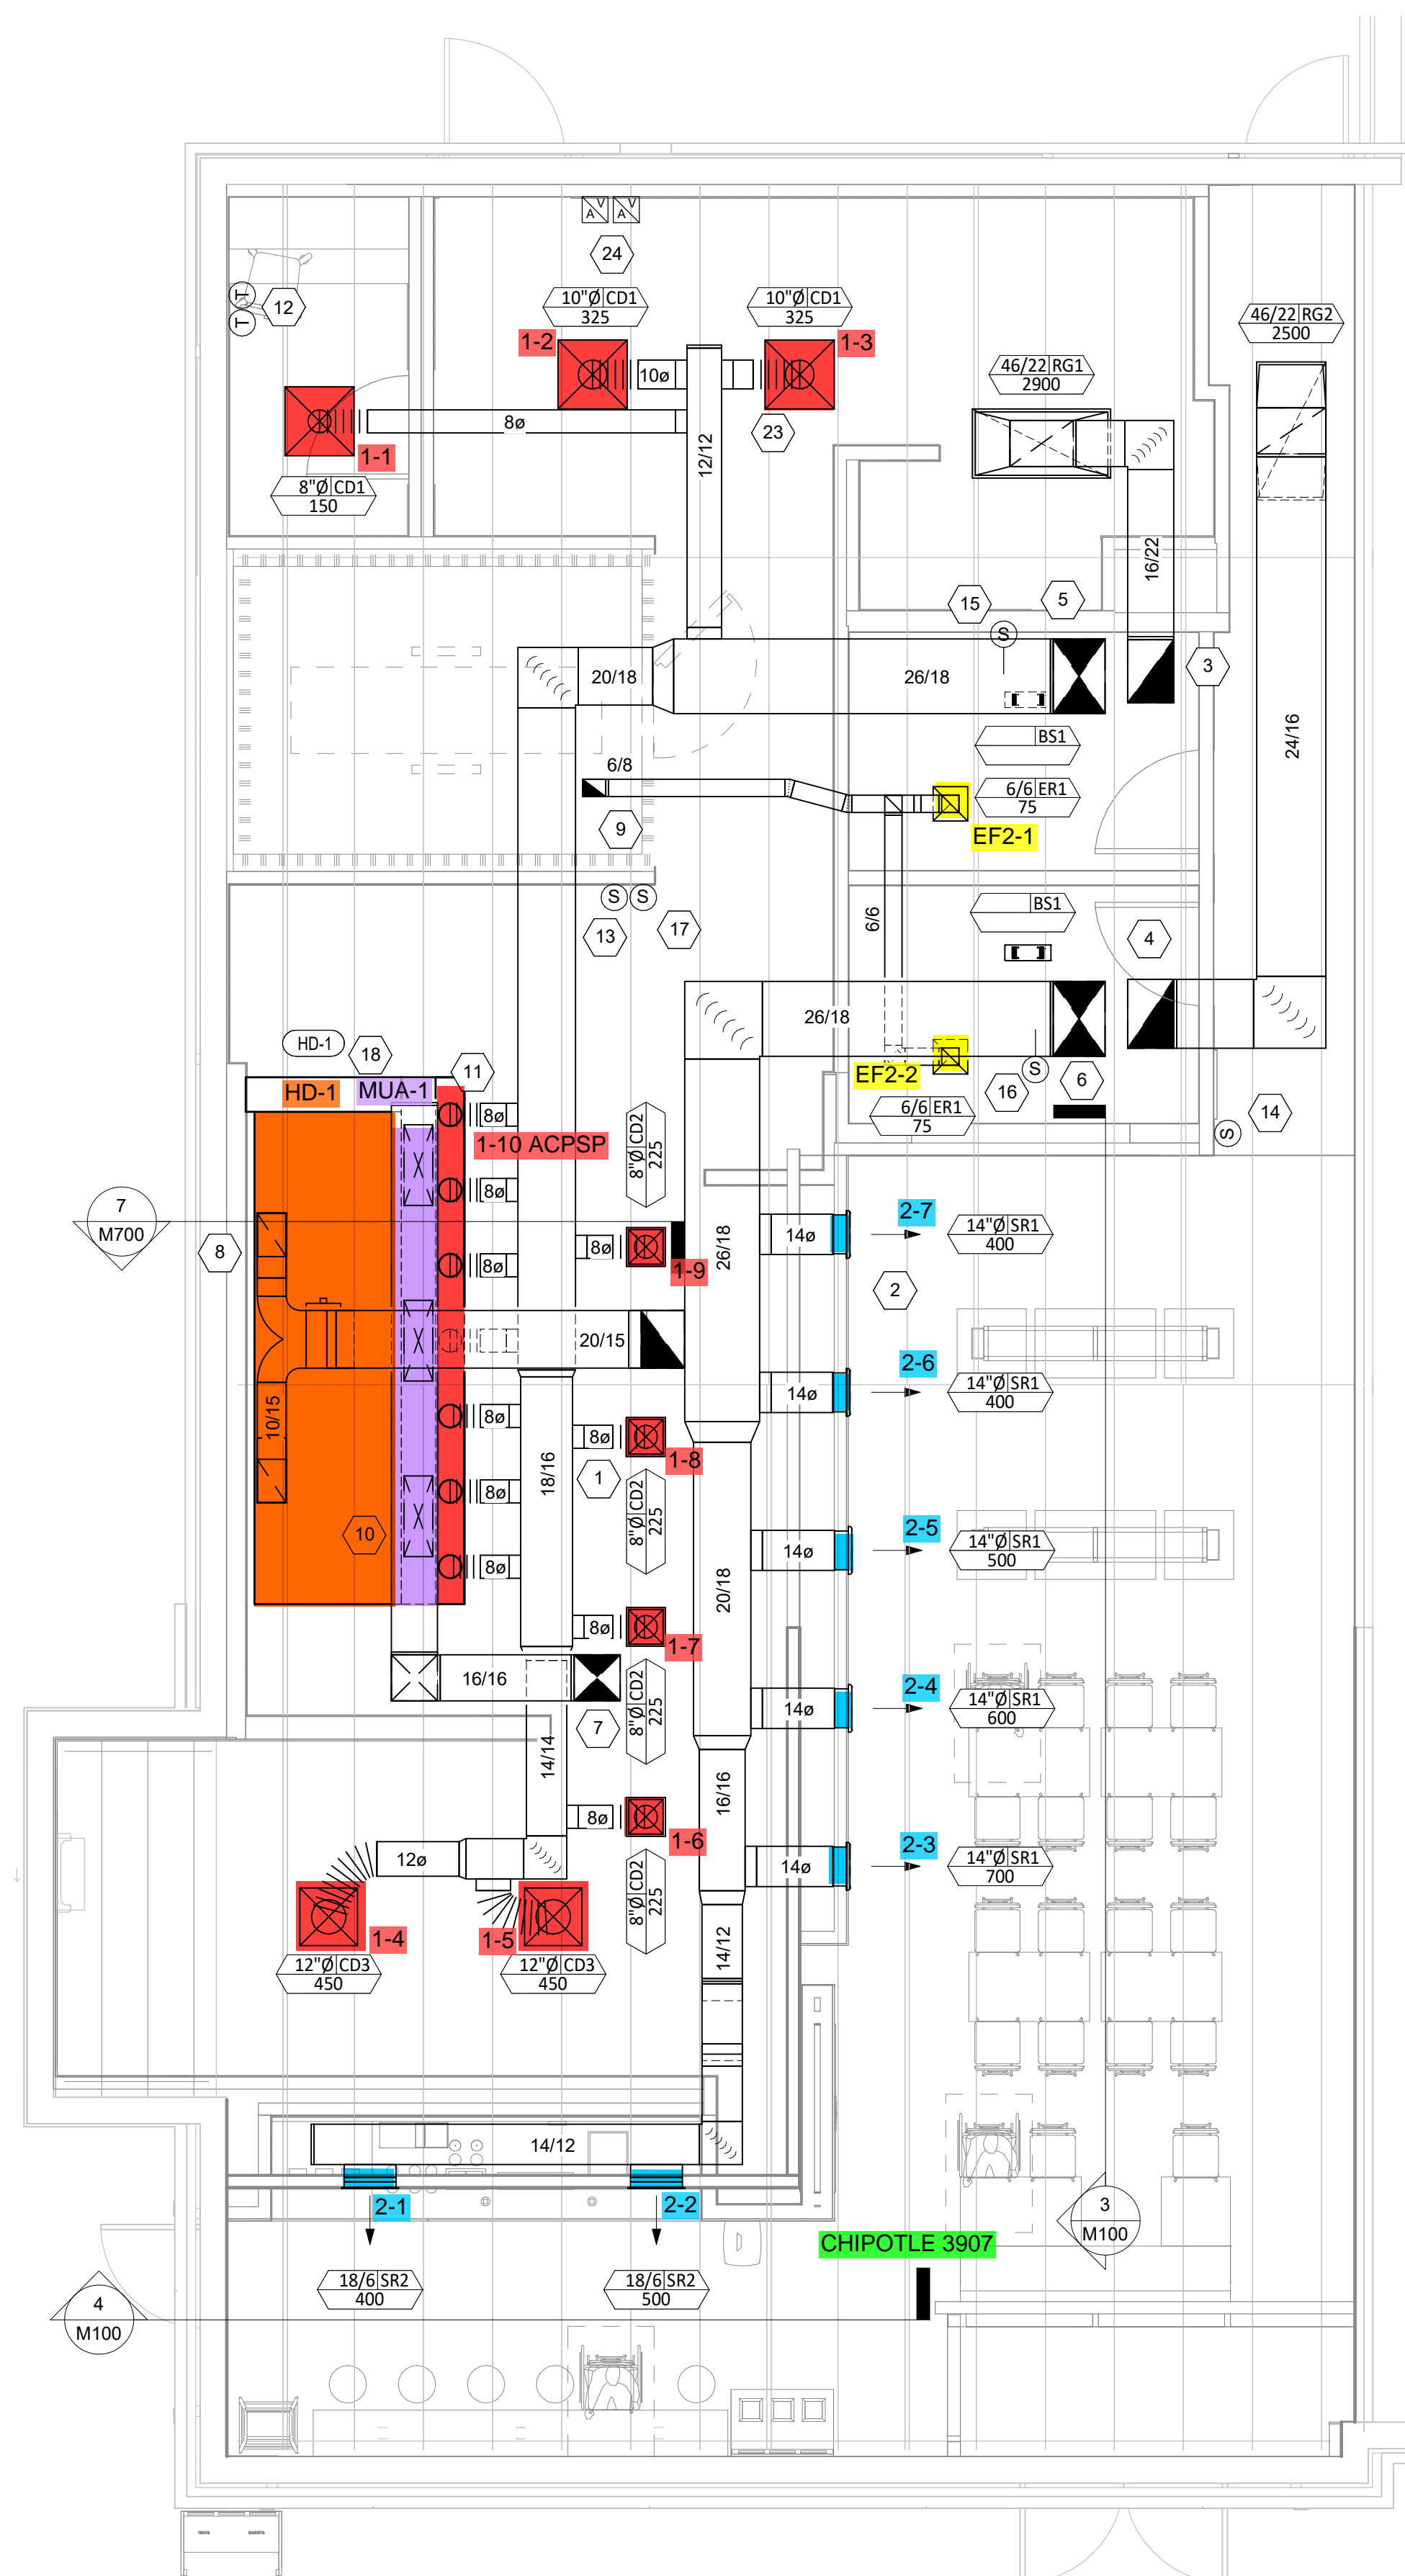 A V
A V
24
12
T
T
10"Ø CD1
325
10"Ø CD1
325
46/22 RG2
2500
1-2
1-3
46/22 RG1
2900
10ø
8ø
23
12/12
1-1
8"Ø CD1
150
16/22
15
5
S
3
20/18
26/18
24/16
BS1
6/8
6/6 ER1
75
9
EF2-1
S
S
BS1
13
17
6/6
4
26/18
HD-1
18
11
HD-1
MUA-1
EF2-2
S
16
6
6/6 ER1
75
14
S
8ø
1-10 ACPSP
8"Ø CD2
225
8ø
7
M700
8
8ø
8ø
1-9
26/18
14ø
2-7
14"Ø SR1
400
2
20/15
2-6
14ø
14"Ø SR1
400
10/15
8ø
8ø
1-8
18/16
1
8ø
8"Ø CD2
225
10
2-5
14ø
14"Ø SR1
500
8ø
20/18
8ø
1-7
16/16
8"Ø CD2
225
7
2-4
14ø
14"Ø SR1
600
14/14
16/16
8ø
1-6
12ø
2-3
14ø
14"Ø SR1
700
8"Ø CD2
225
1-4
1-5
12"Ø CD3
450
12"Ø CD3
450
14/12
14/12
2-1
2-2
3
M100
CHIPOTLE 3907
18/6 SR2
400
18/6 SR2
500
4
M100